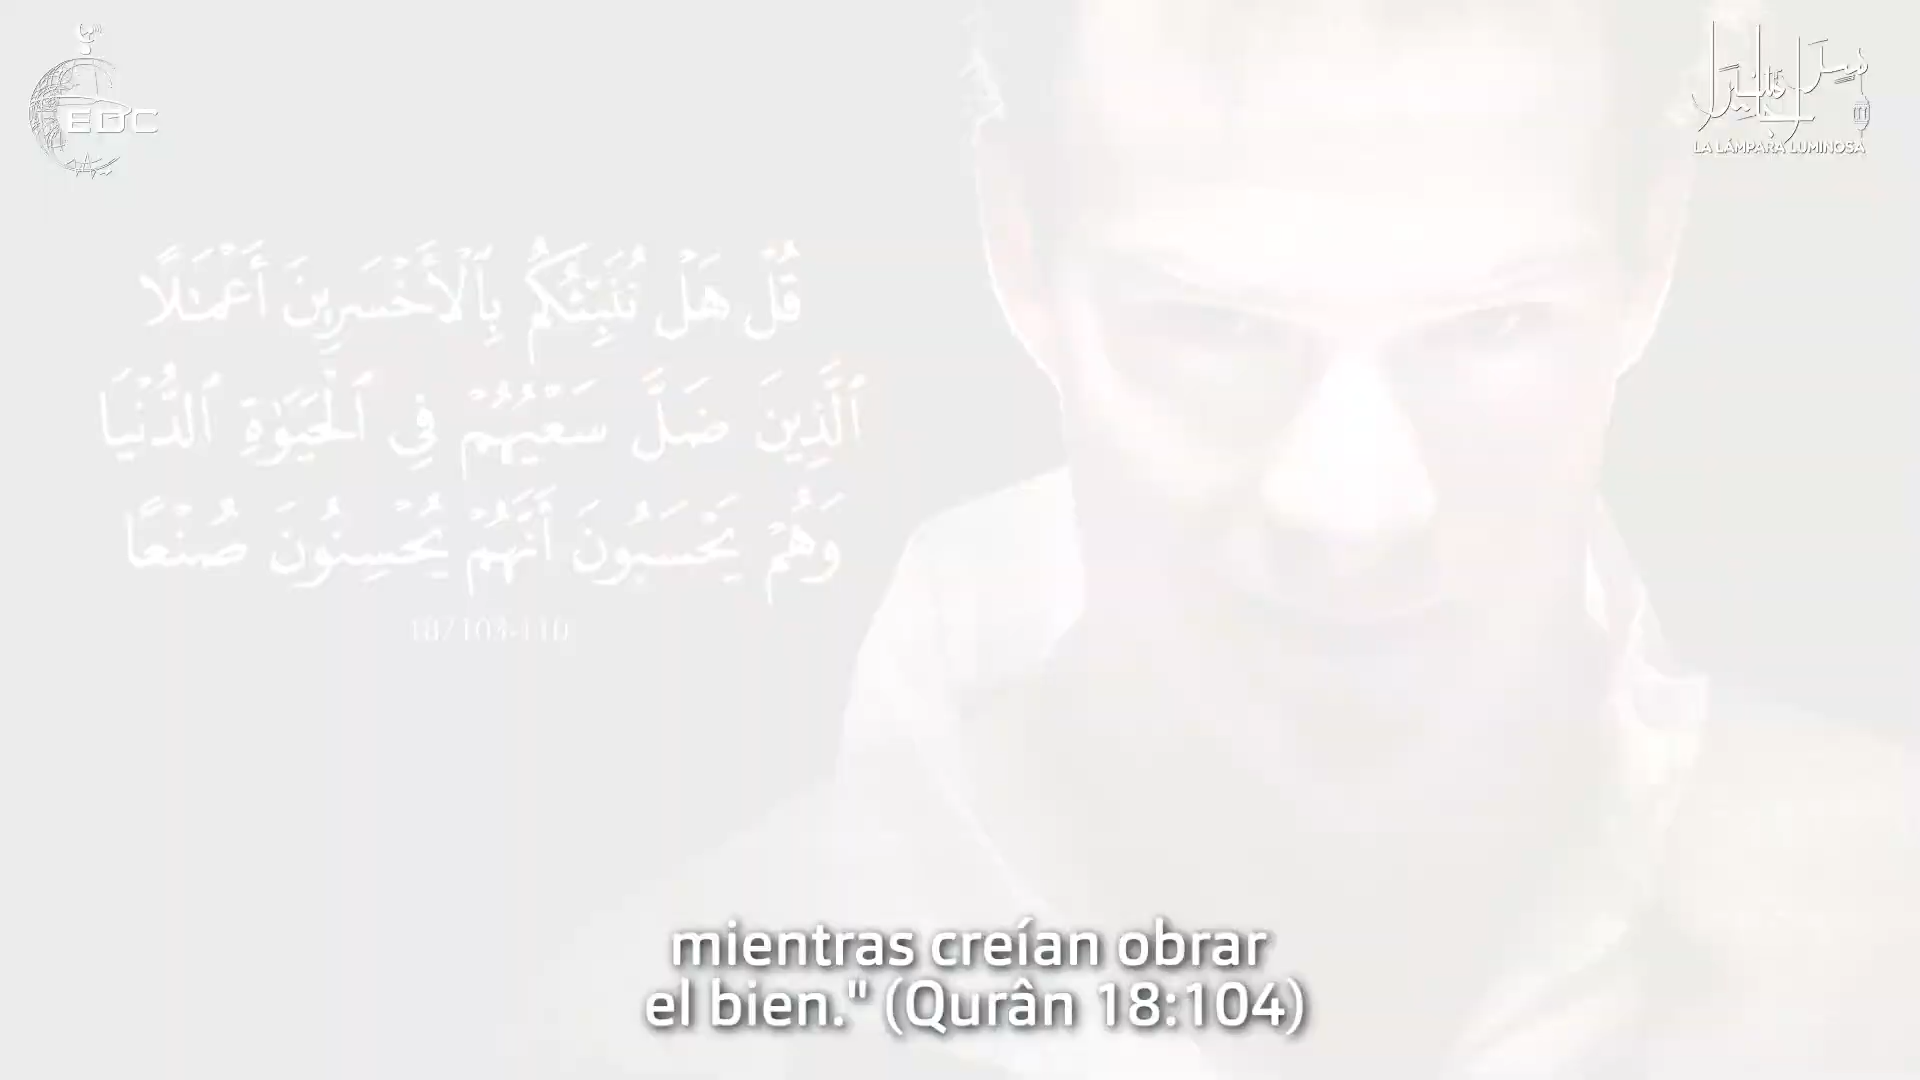 EDC
LA LÁMPARA LUMINOSA
قُلْ هَلْ نُنَبِّئُكُمْ بِٱلْأَخْسَرِينَ أَعْمَـٰلًا
ٱلَّذِينَ ضَلَّ سَعْيُهُمْ فِي ٱلْحَيَوٰةِ ٱلدُّنْيَا
وَهُمْ يَحْسَبُونَ أَنَّهُمْ يُحْسِنُونَ صُنْعًا
mientras creían obrar
el bien." (Qurân 18:104)